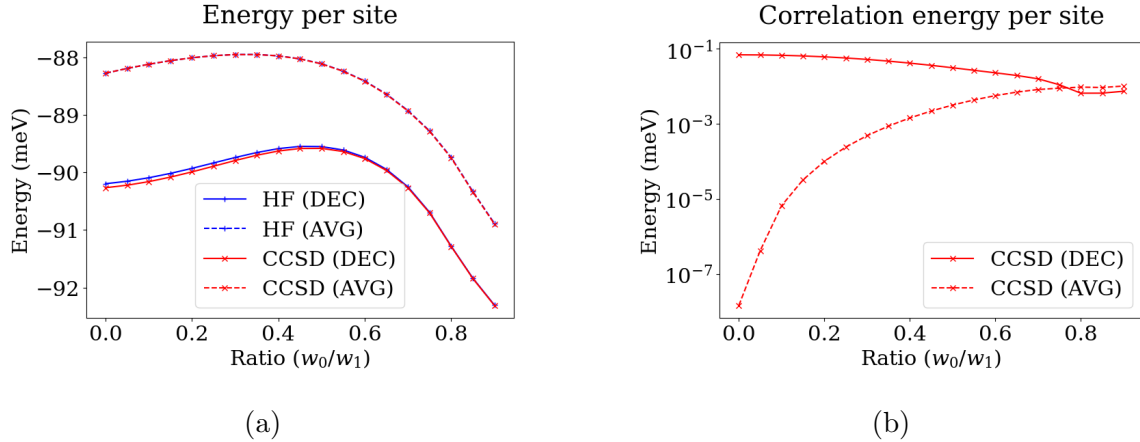 Energy per site
Energy (meV)
−88
−89
−90
−91
−92
HF (DEC)
HF (AVG)
CCSD (DEC)
CCSD (AVG)
0.0 0.2 0.4 0.6 0.8
Ratio (w₀/w₁)
(a)
Correlation energy per site
Energy (meV)
10⁻¹
10⁻³
10⁻⁵
10⁻⁷
CCSD (DEC)
CCSD (AVG)
0.0 0.2 0.4 0.6 0.8
Ratio (w₀/w₁)
(b)